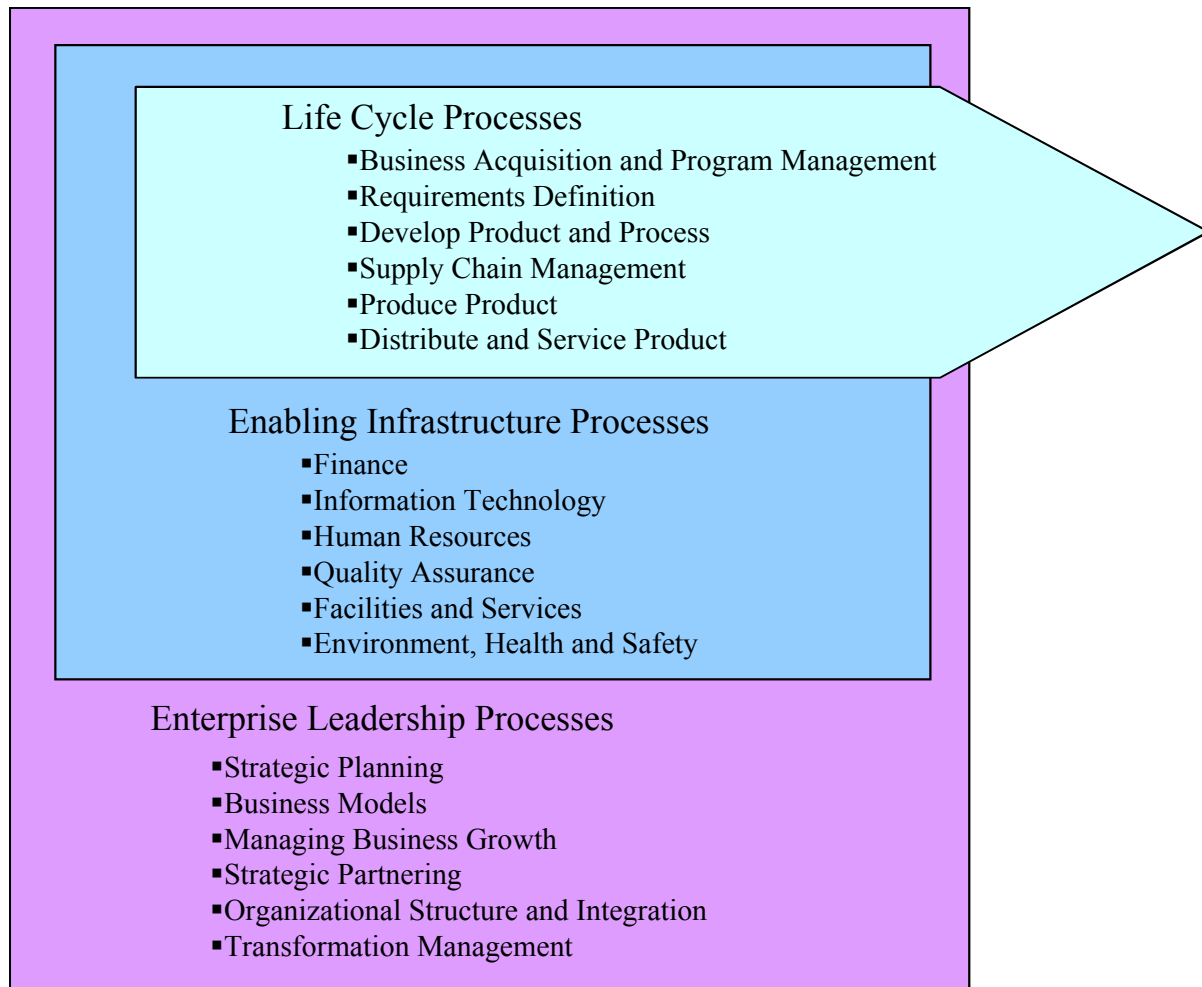 Life Cycle Processes
▪Business Acquisition and Program Management
▪Requirements Definition
▪Develop Product and Process
▪Supply Chain Management
▪Produce Product
▪Distribute and Service Product
Enabling Infrastructure Processes
▪Finance
▪Information Technology
▪Human Resources
▪Quality Assurance
▪Facilities and Services
▪Environment, Health and Safety
Enterprise Leadership Processes
▪Strategic Planning
▪Business Models
▪Managing Business Growth
▪Strategic Partnering
▪Organizational Structure and Integration
▪Transformation Management